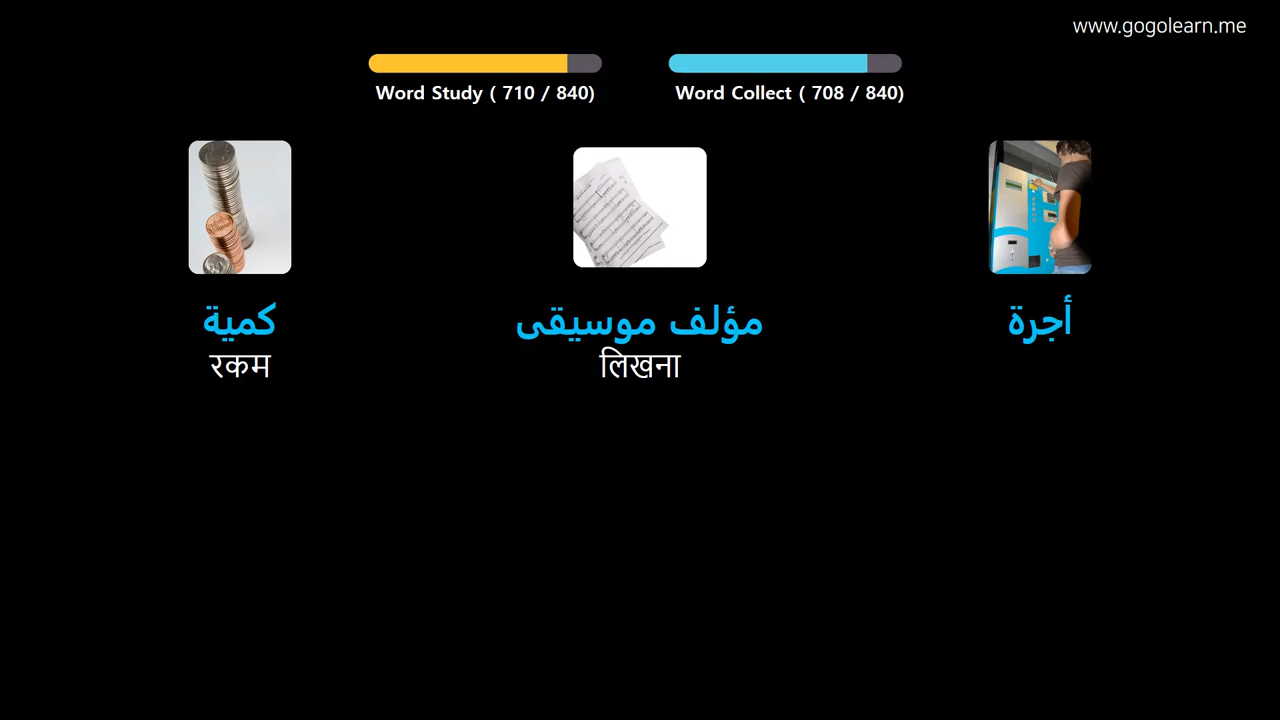 www.gogolearn.me
Word Study ( 710 / 840)
Word Collect ( 708 / 840)
كمية
रकम
مؤلف موسيقى
लिखना
أجرة